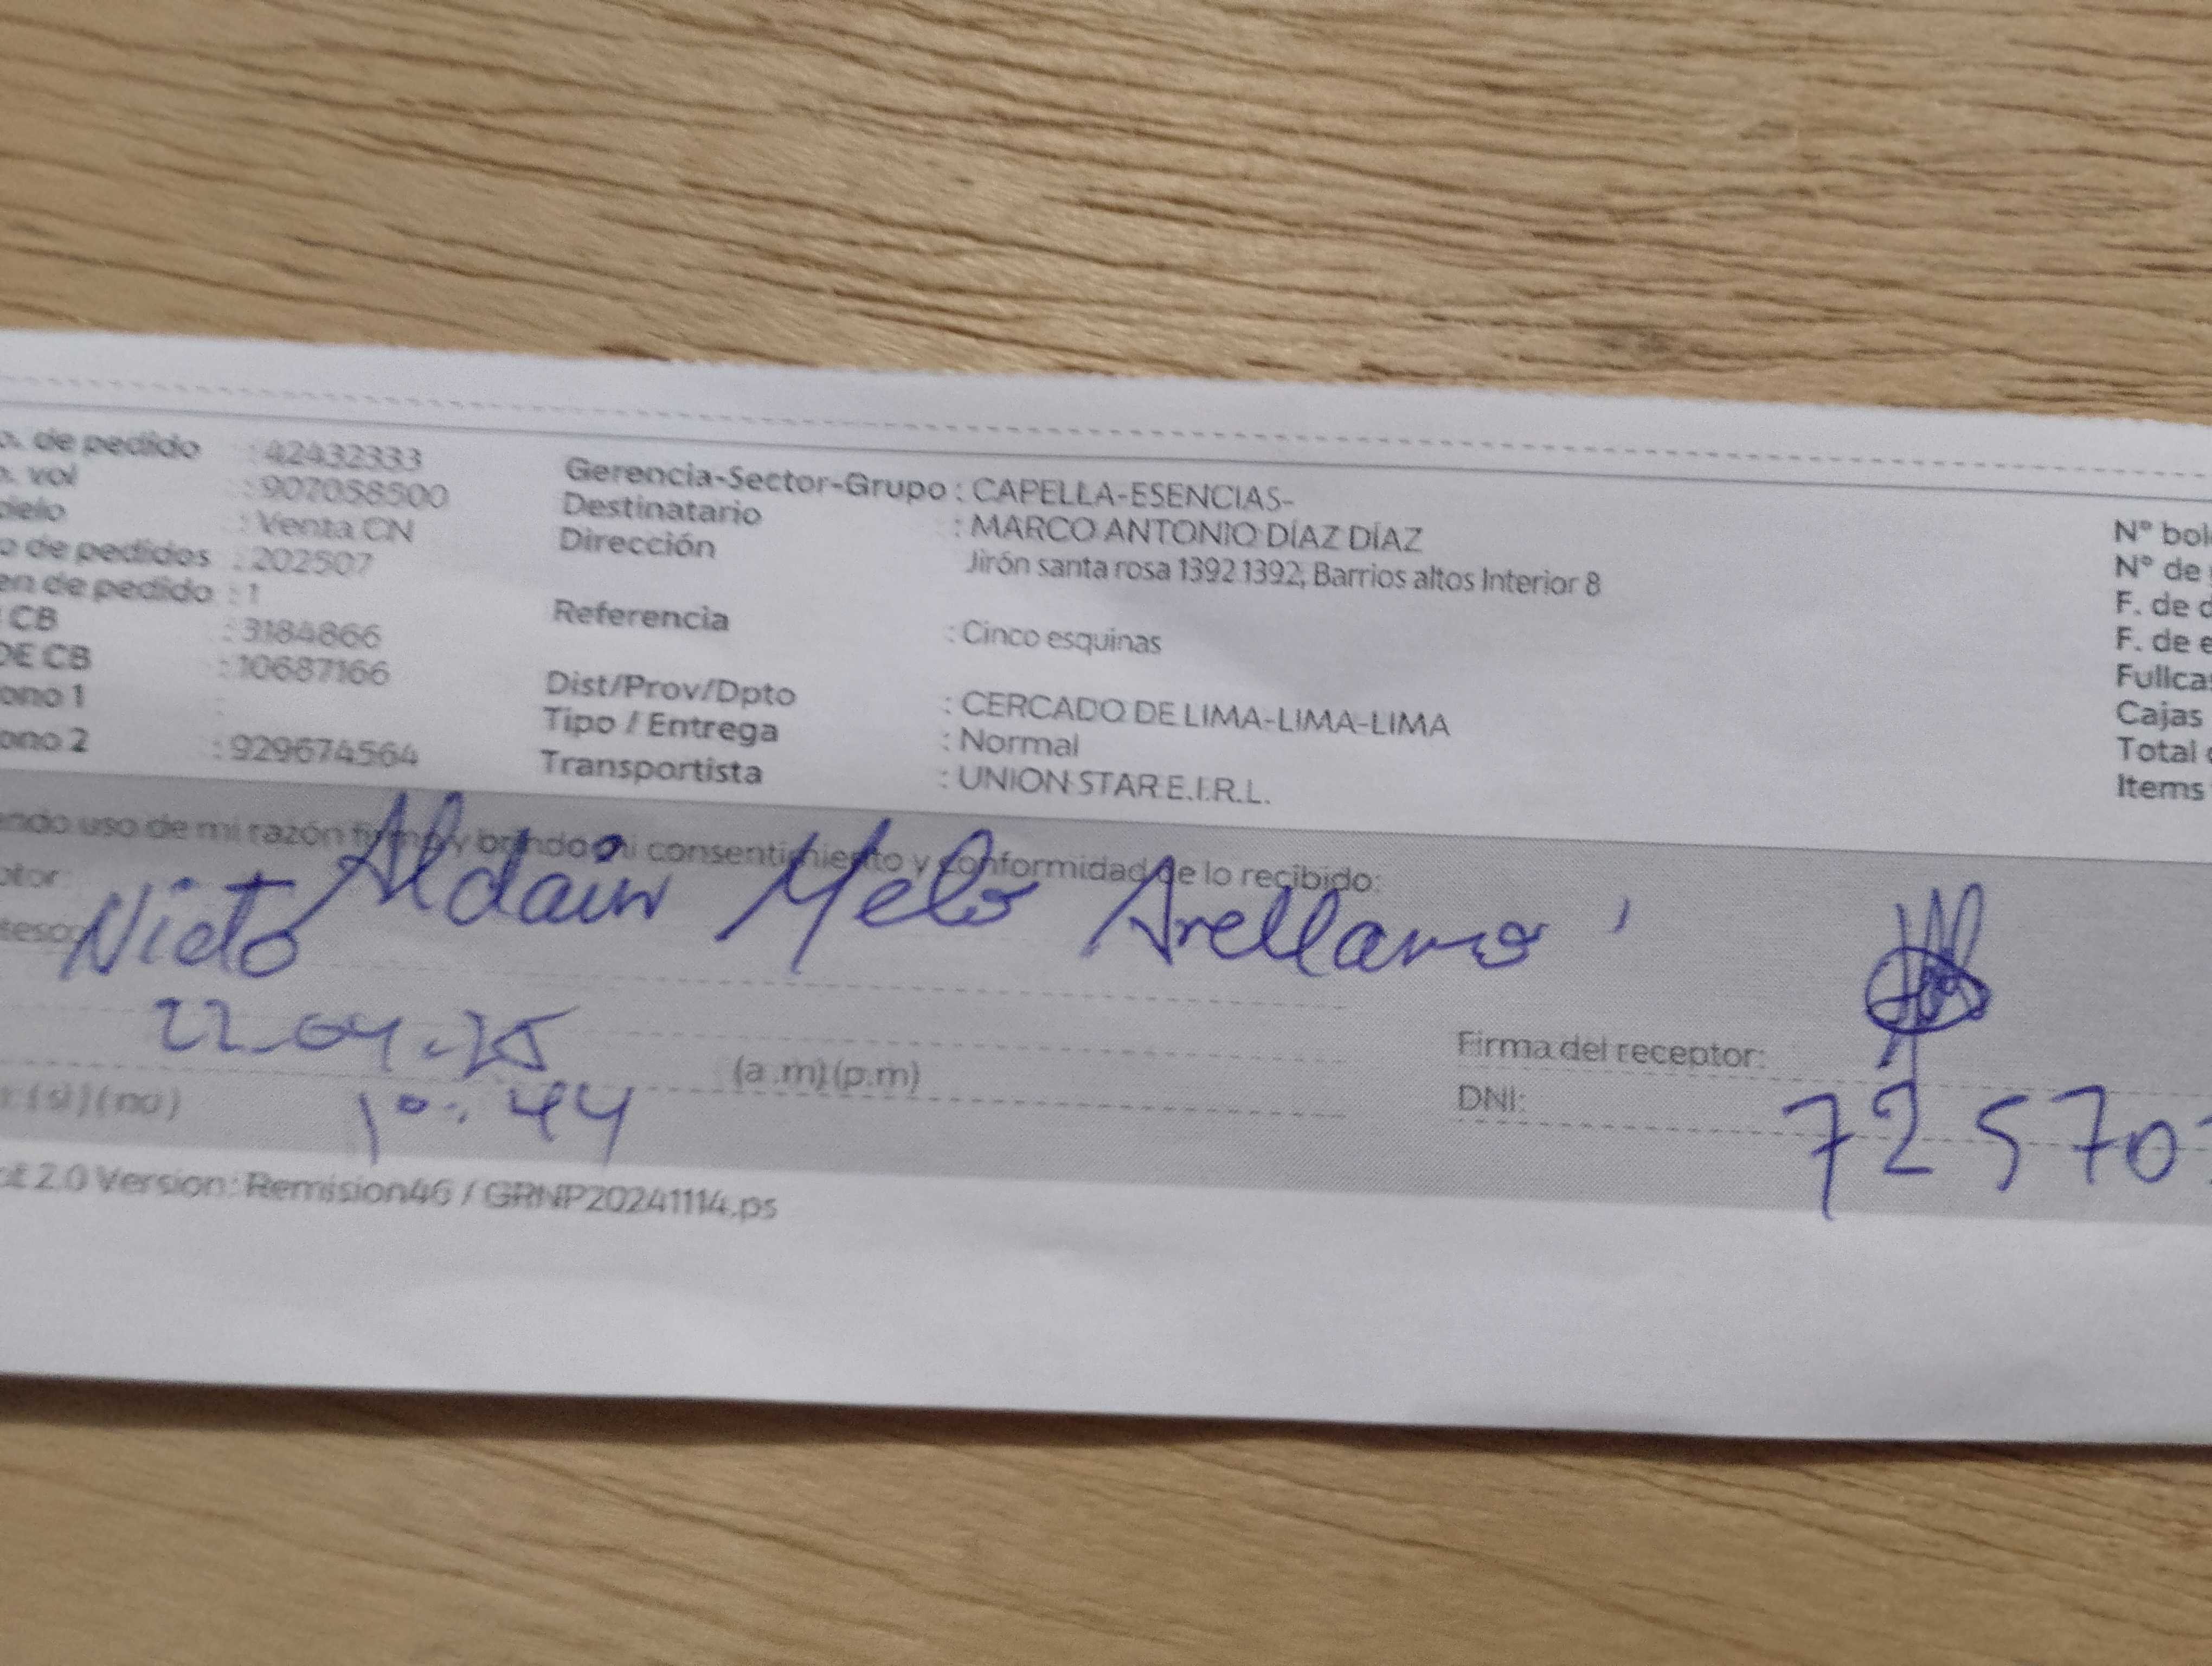 o. de pedido : 42432333
o. vol : 907058500
pielo : Venta CN
o de pedidos : 202507
en de pedido : 1
CB : 3184866
DE CB : 10687166
ono 1 :
ono 2 : 929674564
Gerencia-Sector-Grupo : CAPELLA-ESENCIAS-
Destinatario : MARCO ANTONIO DÍAZ DÍAZ
Dirección
Jirón santa rosa 1392 1392, Barrios altos Interior 8
Referencia : Cinco esquinas
Dist/Prov/Dpto : CERCADO DE LIMA-LIMA-LIMA
Tipo / Entrega : Normal
Transportista : UNION STAR E.I.R.L.
N° bol
N° de
F. de d
F. de e
Fullca
Cajas
Total
Items
ndo uso de mi razón firmo y brindo mi consentimiento y conformidad de lo recibido:
ptor:
Nieto Aldair Melo Arellano
22-04-25
(a.m) (p.m)
: (si) (no) 10:44
Firma del receptor:
DNI: 72570
it 2.0 Version: Remision46 / GRNP20241114.ps